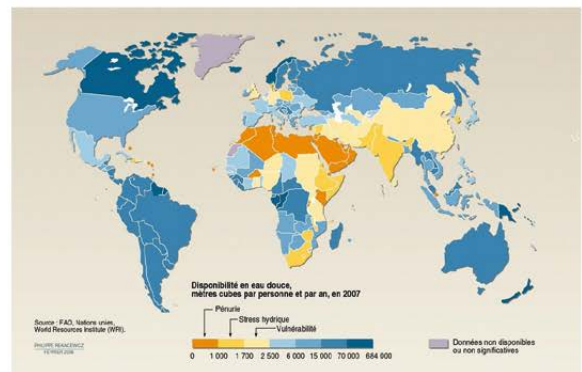 Disponibilité en eau douce,
mètres cubes par personne et par an, en 2007
Pénurie
Stress hydrique
Vulnérabilité
0 1 000 1 700 2 500 6 000 15 000 70 000 684 000
Données non disponibles
ou non significatives
Source : FAO, Nations unies,
World Resources Institute (WRI).
PHILIPPE REKACEWICZ
FÉVRIER 2008